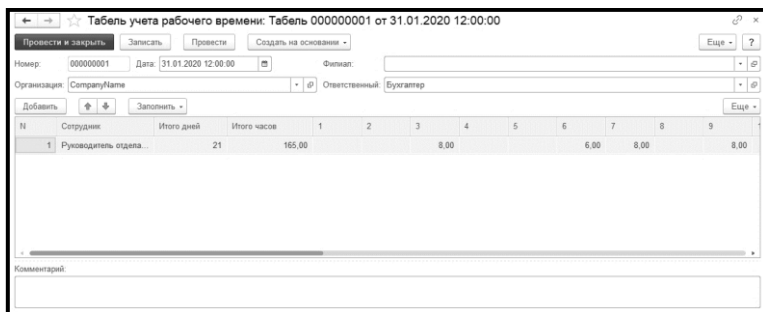 Табель учета рабочего времени: Табель 000000001 от 31.01.2020 12:00:00
Провести и закрыть Записать Провести Создать на основании Еще ?
Номер: 000000001 Дата: 31.01.2020 12:00:00 Филиал:
Организация: CompanyName Ответственный: Бухгалтер
Добавить Заполнить Еще
N Сотрудник Итого дней Итого часов 1 2 3 4 5 6 7 8 9
1 Руководитель отдела... 21 165,00 8,00 6,00 8,00 8,00
Комментарий: